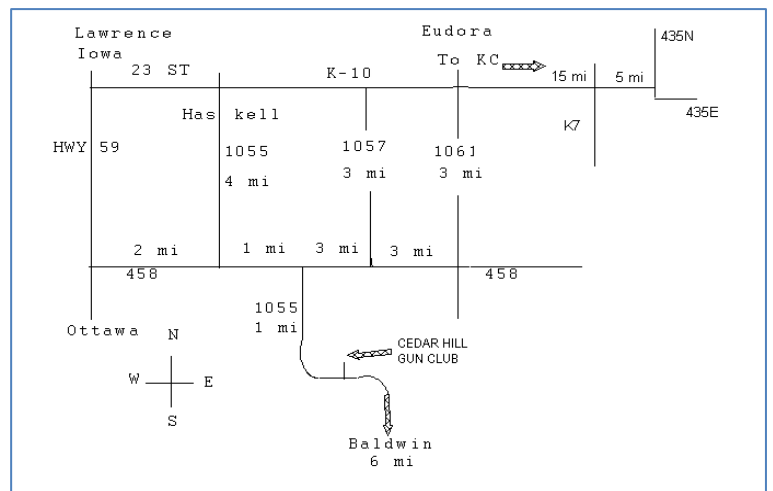 Lawrence
Iowa
Eudora
435N
23 ST
K-10
To KC
15 mi
5 mi
435E
Has kell
K7
HWY 59
1055
4 mi
1057
3 mi
1061
3 mi
2 mi
1 mi
3 mi
3 mi
458
458
1055
1 mi
Ottawa
N
W
E
S
CEDAR HILL
GUN CLUB
Baldwin
6 mi